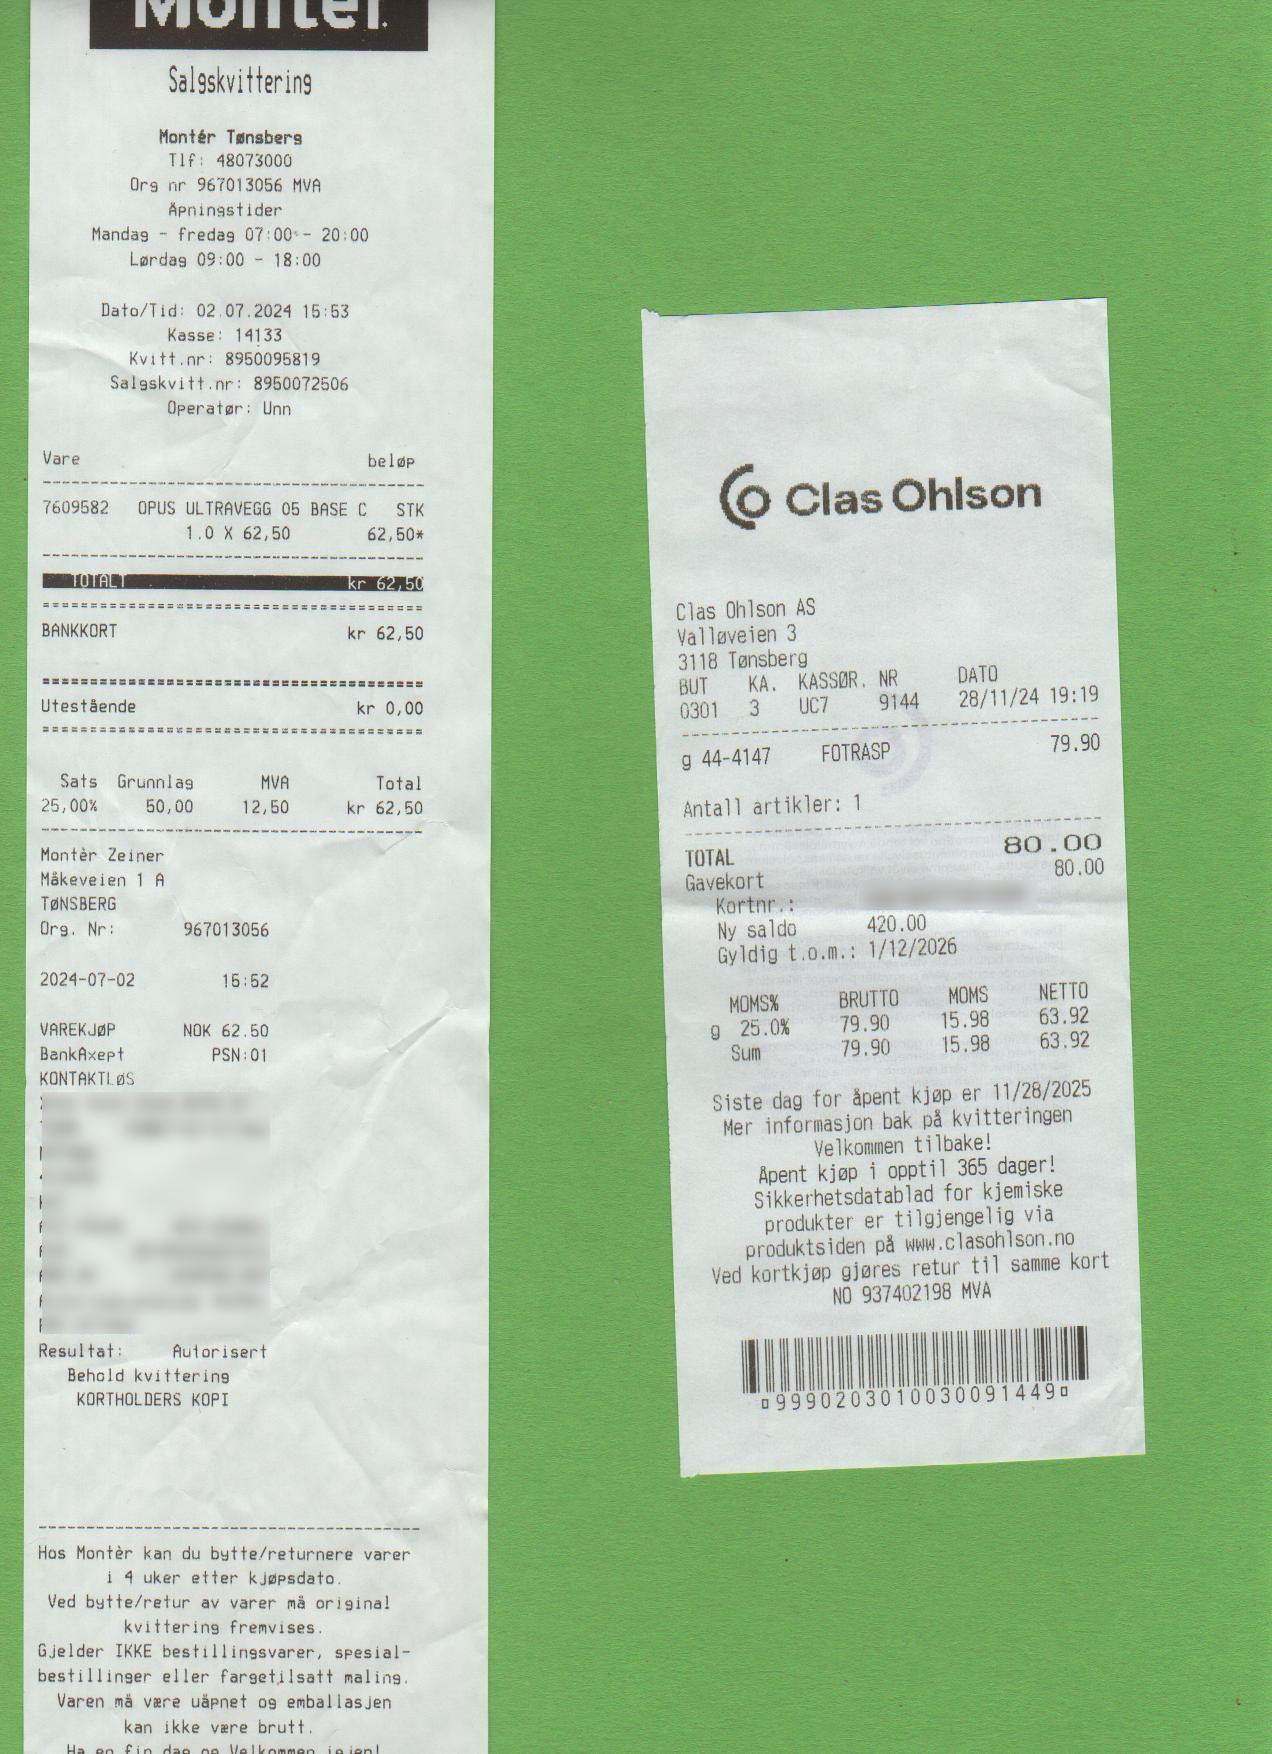 Montér.
Salgskvittering
Montér Tønsberg
Tlf: 48073000
Org nr 967013056 MVA
Åpningstider
Mandag - fredag 07:00 - 20:00
Lørdag 09:00 - 18:00
Dato/Tid: 02.07.2024 15:53
Kasse: 14133
Kvitt.nr: 8950095819
Salgskvitt.nr: 8950072506
Operatør: Unn
Vare beløp
7609582 OPUS ULTRAVEGG 05 BASE C STK
1.0 X 62,50 62,50*
TOTALT kr 62,50
BANKKORT kr 62,50
Utestående kr 0,00
Sats Grunnlag MVA Total
25,00% 50,00 12,50 kr 62,50
Montèr Zeiner
Måkeveien 1 A
TØNSBERG
Org. Nr: 967013056
2024-07-02 15:52
VAREKJØP NOK 62.50
BankAxept PSN:01
KONTAKTLØS
Resultat: Autorisert
Behold kvittering
KORTHOLDERS KOPI
Hos Montèr kan du bytte/returnere varer
i 4 uker etter kjøpsdato.
Ved bytte/retur av varer må original
kvittering fremvises.
Gjelder IKKE bestillingsvarer, spesial-
bestillinger eller fargetilsatt maling.
Varen må være uåpnet og emballasjen
kan ikke være brutt.
Ha en fin dag og Velkommen igjen!
Clas Ohlson
Clas Ohlson AS
Valløveien 3
3118 Tønsberg
BUT KA. KASSØR. NR DATO
0301 3 UC7 9144 28/11/24 19:19
g 44-4147 FOTRASP 79.90
Antall artikler: 1
TOTAL 80.00
Gavekort 80.00
Kortnr.:
Ny saldo 420.00
Gyldig t.o.m.: 1/12/2026
MOMS% BRUTTO MOMS NETTO
g 25.0% 79.90 15.98 63.92
Sum 79.90 15.98 63.92
Siste dag for åpent kjøp er 11/28/2025
Mer informasjon bak på kvitteringen
Velkommen tilbake!
Åpent kjøp i opptil 365 dager!
Sikkerhetsdatablad for kjemiske
produkter er tilgjengelig via
produktsiden på www.clasohlson.no
Ved kortkjøp gjøres retur til samme kort
NO 937402198 MVA
¤9990203010030091449¤